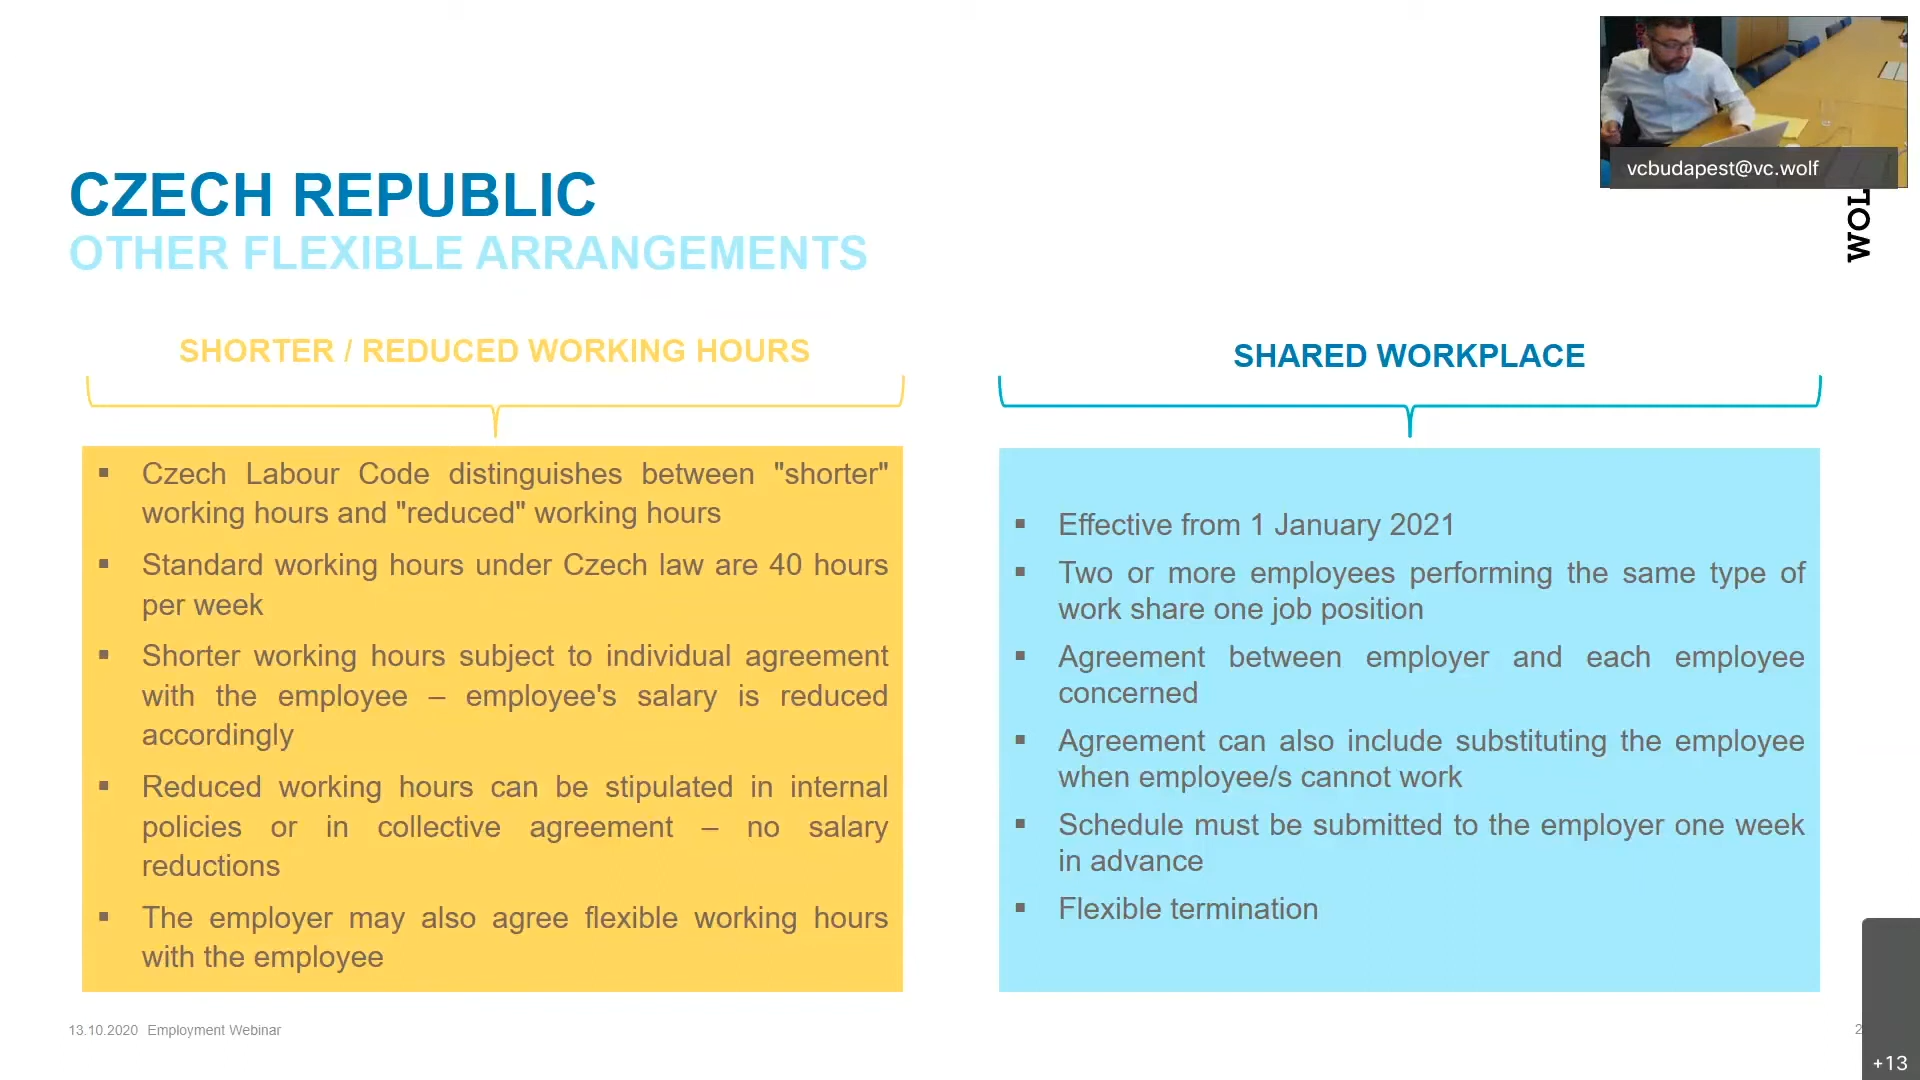 vcbudapest@vc.wolf
CZECH REPUBLIC
OTHER FLEXIBLE ARRANGEMENTS
SHORTER / REDUCED WORKING HOURS
▪ Czech Labour Code distinguishes between "shorter"
working hours and "reduced" working hours
▪ Standard working hours under Czech law are 40 hours
per week
▪ Shorter working hours subject to individual agreement
with the employee – employee's salary is reduced
accordingly
▪ Reduced working hours can be stipulated in internal
policies or in collective agreement – no salary
reductions
▪ The employer may also agree flexible working hours
with the employee
SHARED WORKPLACE
▪ Effective from 1 January 2021
▪ Two or more employees performing the same type of
work share one job position
▪ Agreement between employer and each employee
concerned
▪ Agreement can also include substituting the employee
when employee/s cannot work
▪ Schedule must be submitted to the employer one week
in advance
▪ Flexible termination
13.10.2020 Employment Webinar
+13